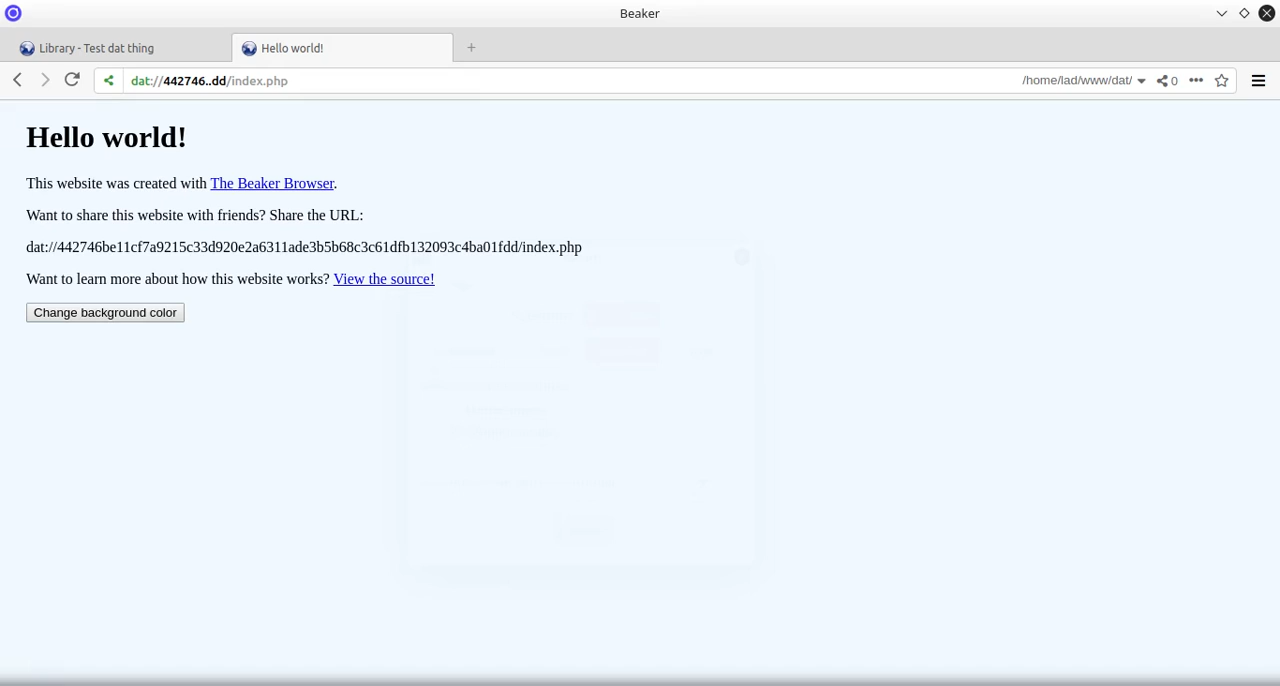 Beaker
Library - Test dat thing
Hello world!
dat://442746..dd/index.php
/home/lad/www/dat/
0
Hello world!
This website was created with The Beaker Browser.
Want to share this website with friends? Share the URL:
dat://442746be11cf7a9215c33d920e2a6311ade3b5b68c3c61dfb132093c4ba01fdd/index.php
Want to learn more about how this website works? View the source!
Change background color